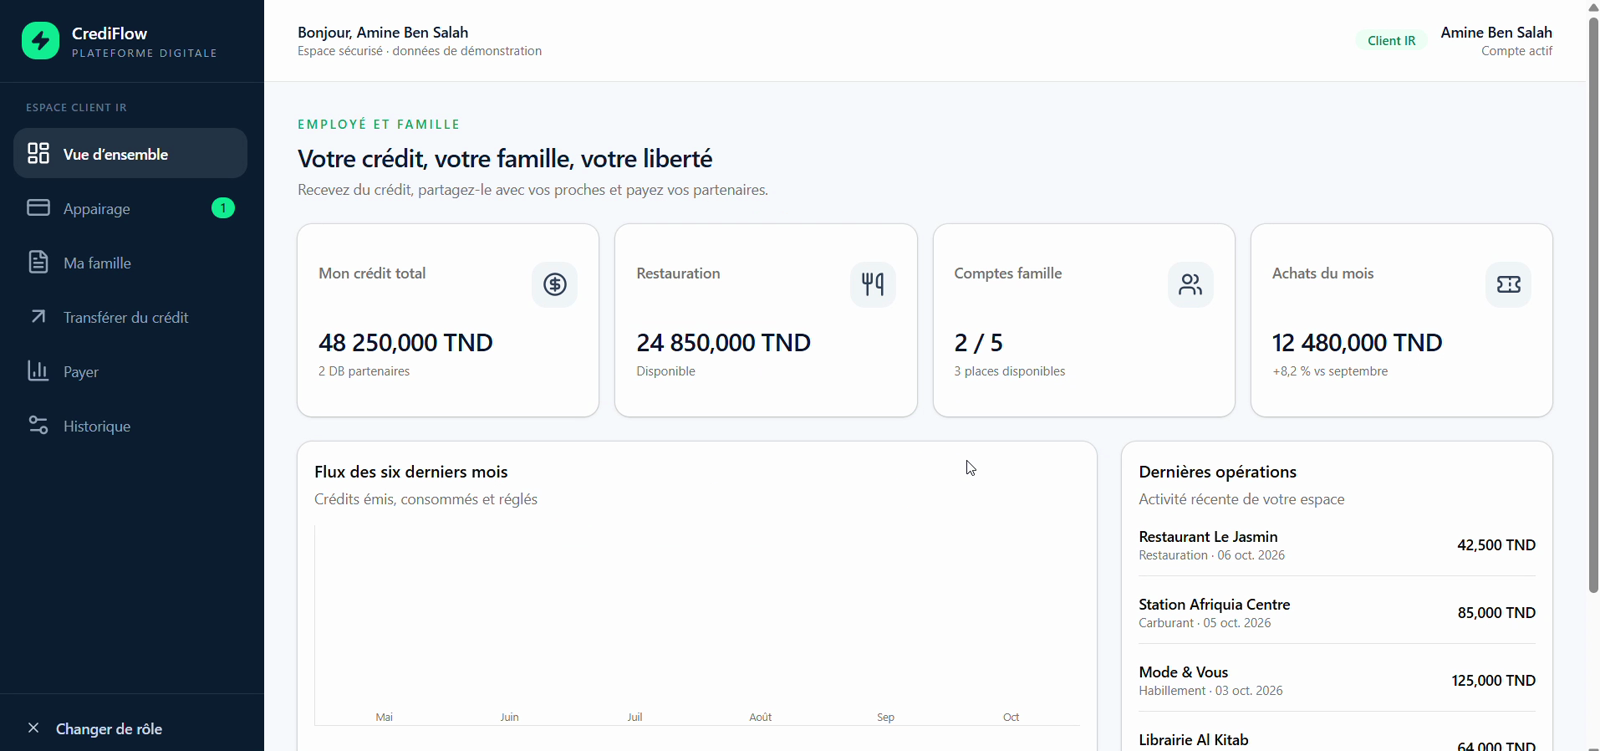 CrediFlow
PLATEFORME DIGITALE
ESPACE CLIENT IR
Vue d'ensemble
Appairage
1
Ma famille
Transférer du crédit
Payer
Historique
Changer de rôle
Bonjour, Amine Ben Salah
Espace sécurisé · données de démonstration
Client IR
Amine Ben Salah
Compte actif
EMPLOYÉ ET FAMILLE
Votre crédit, votre famille, votre liberté
Recevez du crédit, partagez-le avec vos proches et payez vos partenaires.
Mon crédit total
48 250,000 TND
2 DB partenaires
Restauration
24 850,000 TND
Disponible
Comptes famille
2 / 5
3 places disponibles
Achats du mois
12 480,000 TND
+8,2 % vs septembre
Flux des six derniers mois
Crédits émis, consommés et réglés
Mai Juin Juil Août Sep Oct
Dernières opérations
Activité récente de votre espace
Restaurant Le Jasmin
Restauration · 06 oct. 2026
42,500 TND
Station Afriquia Centre
Carburant · 05 oct. 2026
85,000 TND
Mode & Vous
Habillement · 03 oct. 2026
125,000 TND
Librairie Al Kitab
64,000 TND